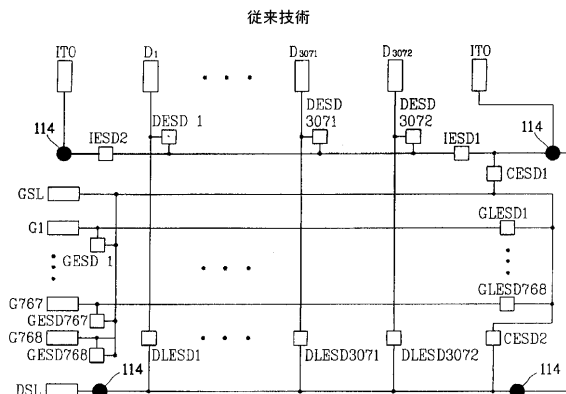 従来技術
ITO D1 D3071 D3072 ITO
DESD 1 DESD 3071 DESD 3072
114 IESD2 IESD1 114
CESD1
GSL
G1 GLESD1
GESD 1
G767 GLESD768
GESD767
G768
GESD768 DLESD1 DLESD3071 DLESD3072 CESD2
114 114
DSL